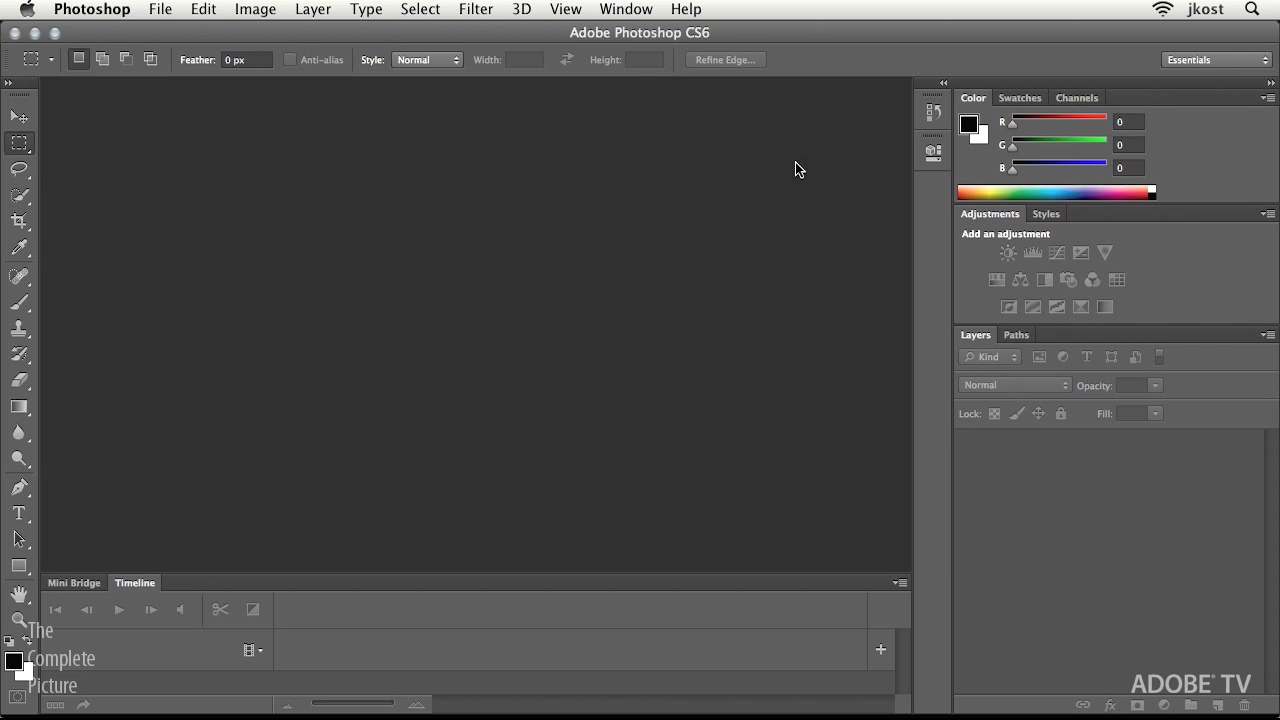 Photoshop File Edit Image Layer Type Select Filter 3D View Window Help jkost
Adobe Photoshop CS6
Feather: 0 px Anti-alias Style: Normal Width: Height: Refine Edge... Essentials
Color Swatches Channels
R 0
G 0
B 0
Adjustments Styles
Add an adjustment
Layers Paths
Kind
Normal Opacity:
Lock: Fill:
Mini Bridge Timeline
The
Complete
Picture
ADOBE® TV